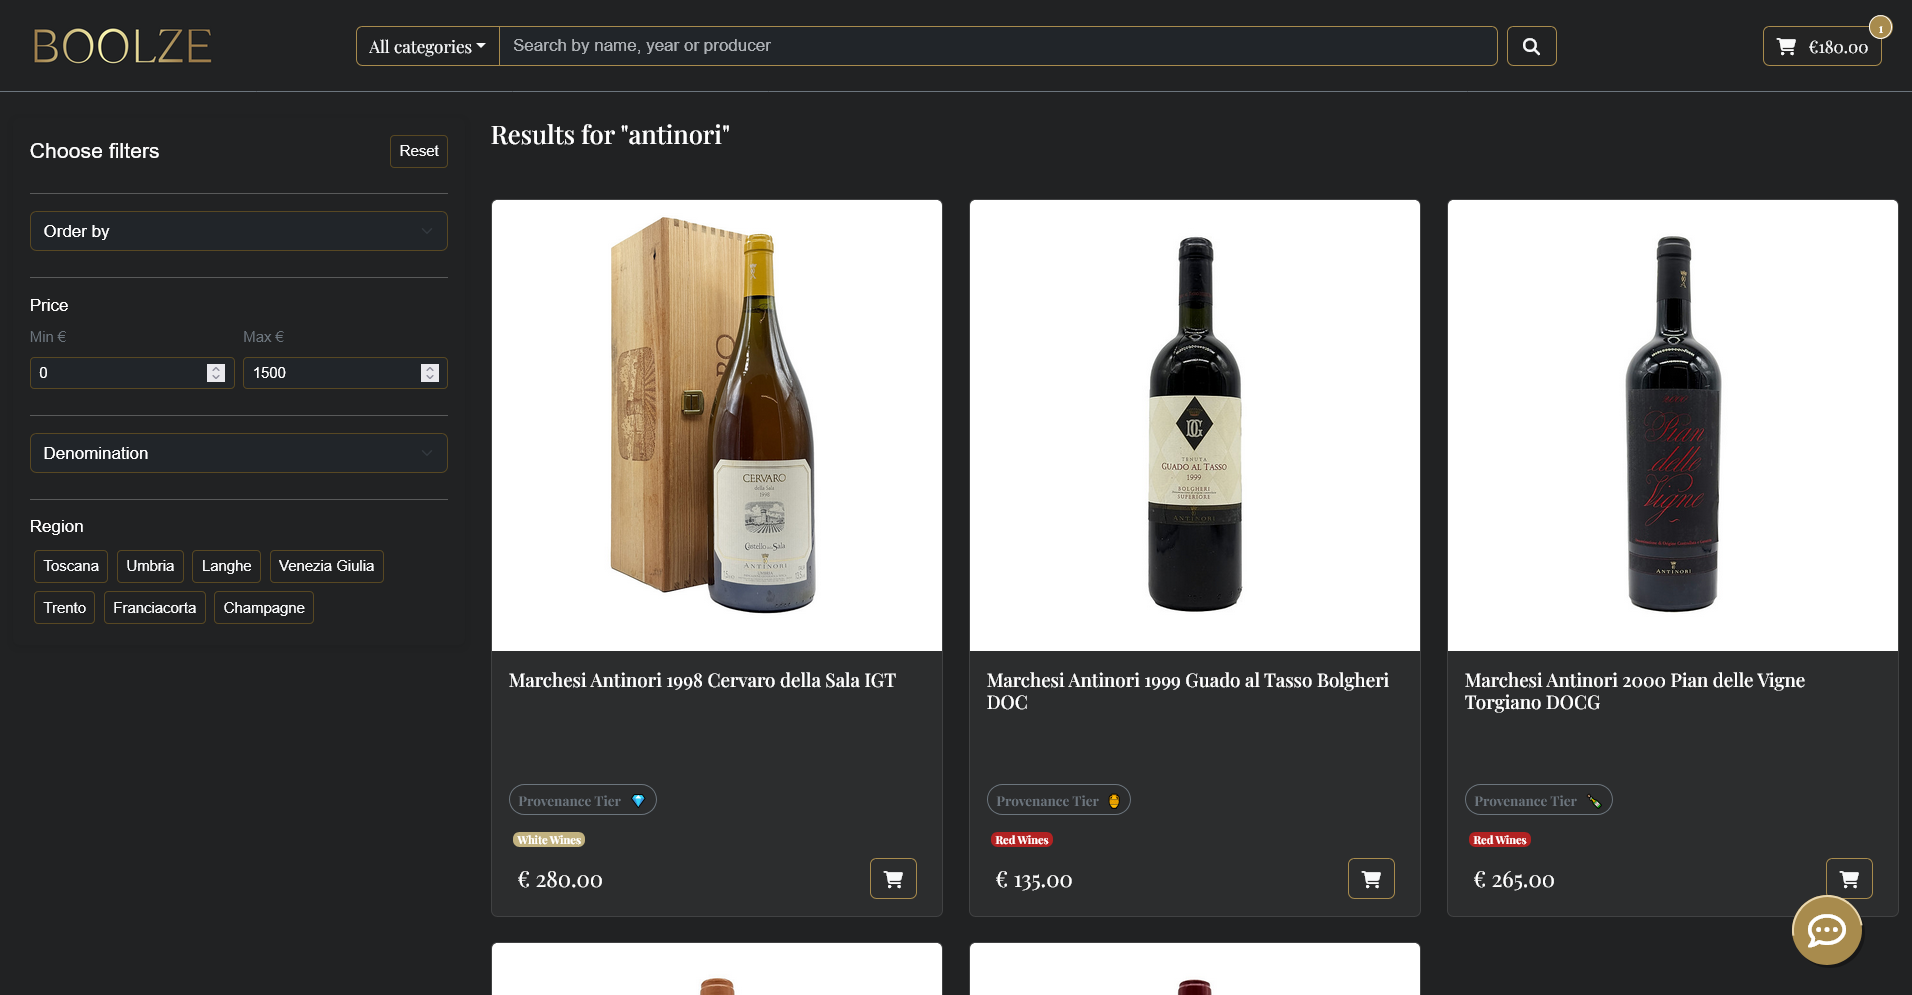 BOOLZE
All categories
Search by name, year or producer
€180.00
1
Choose filters
Reset
Order by
Price
Min €
Max €
0
1500
Denomination
Region
Toscana
Umbria
Langhe
Venezia Giulia
Trento
Franciacorta
Champagne
Results for "antinori"
CERVARO
della Sala
1998
Castello della Sala
ANTINORI
Marchesi Antinori 1998 Cervaro della Sala IGT
Provenance Tier
White Wines
€ 280.00
DG
TENUTA
GUADO AL TASSO
1999
BOLGHERI
SUPERIORE
ANTINORI
Marchesi Antinori 1999 Guado al Tasso Bolgheri
DOC
Provenance Tier
Red Wines
€ 135.00
Pian
delle
Vigne
ANTINORI
Marchesi Antinori 2000 Pian delle Vigne
Torgiano DOCG
Provenance Tier
Red Wines
€ 265.00